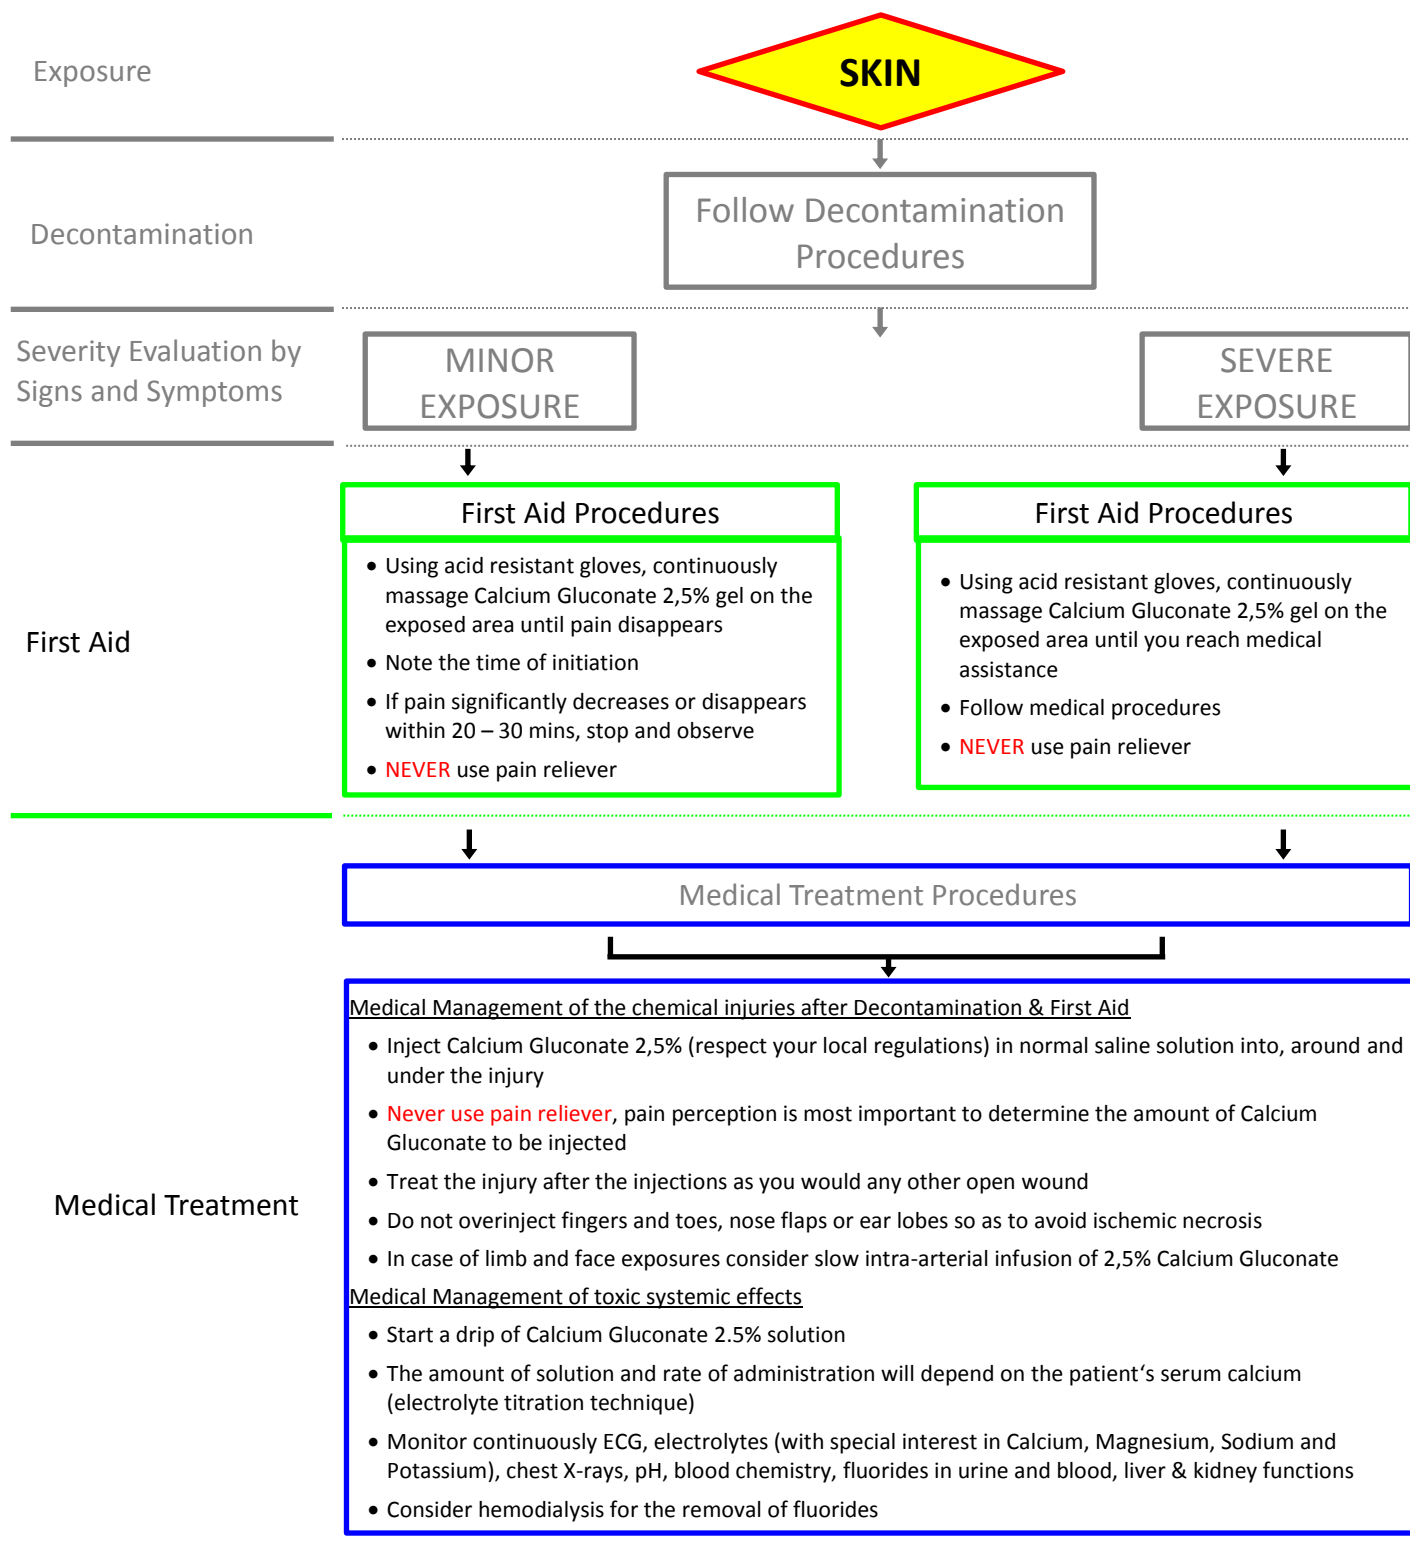 Exposure
SKIN
Decontamination
Follow Decontamination
Procedures
Severity Evaluation by
Signs and Symptoms
MINOR
EXPOSURE
SEVERE
EXPOSURE
First Aid
First Aid Procedures
• Using acid resistant gloves, continuously
massage Calcium Gluconate 2,5% gel on the
exposed area until pain disappears
• Note the time of initiation
• If pain significantly decreases or disappears
within 20 – 30 mins, stop and observe
• NEVER use pain reliever
First Aid Procedures
• Using acid resistant gloves, continuously
massage Calcium Gluconate 2,5% gel on the
exposed area until you reach medical
assistance
• Follow medical procedures
• NEVER use pain reliever
Medical Treatment
Medical Treatment Procedures
Medical Management of the chemical injuries after Decontamination & First Aid
• Inject Calcium Gluconate 2,5% (respect your local regulations) in normal saline solution into, around and
under the injury
• Never use pain reliever, pain perception is most important to determine the amount of Calcium
Gluconate to be injected
• Treat the injury after the injections as you would any other open wound
• Do not overinject fingers and toes, nose flaps or ear lobes so as to avoid ischemic necrosis
• In case of limb and face exposures consider slow intra-arterial infusion of 2,5% Calcium Gluconate
Medical Management of toxic systemic effects
• Start a drip of Calcium Gluconate 2.5% solution
• The amount of solution and rate of administration will depend on the patient‘s serum calcium
(electrolyte titration technique)
• Monitor continuously ECG, electrolytes (with special interest in Calcium, Magnesium, Sodium and
Potassium), chest X-rays, pH, blood chemistry, fluorides in urine and blood, liver & kidney functions
• Consider hemodialysis for the removal of fluorides